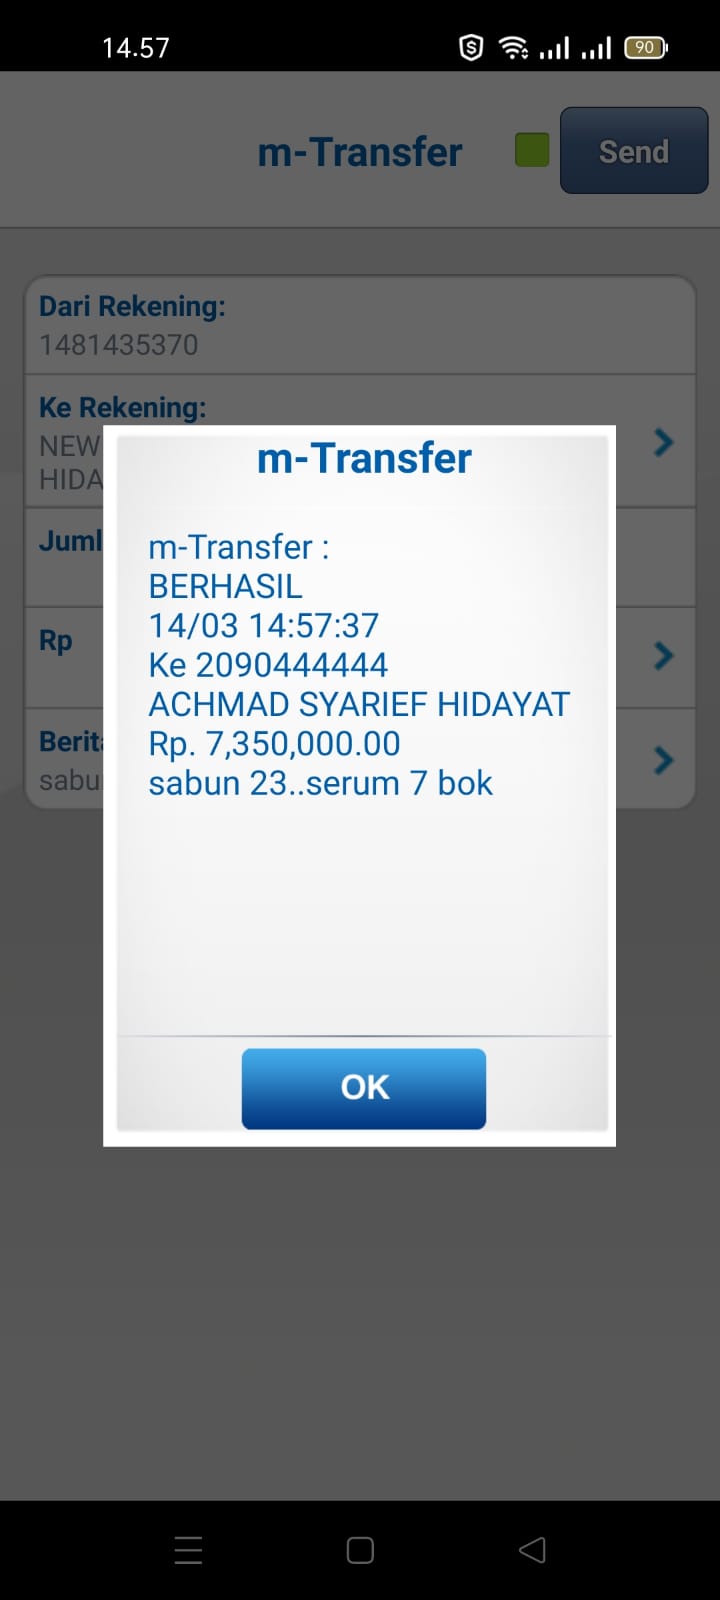 14.57
90
m-Transfer
Send
Dari Rekening:
1481435370
Ke Rekening:
NEW
HIDA
Juml
Rp
Berit
sabu
m-Transfer
m-Transfer :
BERHASIL
14/03 14:57:37
Ke 2090444444
ACHMAD SYARIEF HIDAYAT
Rp. 7,350,000.00
sabun 23..serum 7 bok
OK